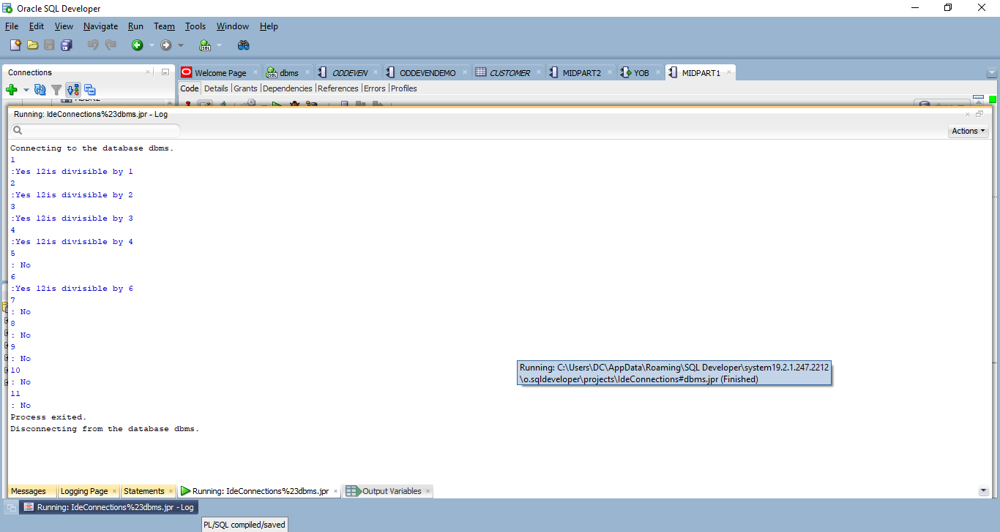 Oracle SQL Developer
File Edit View Navigate Run Team Tools Window Help
Connections
Welcome Page dbms ODDEVEN ODDEVENDEMO CUSTOMER MIDPART2 YOB MIDPART1
Code Details Grants Dependencies References Errors Profiles
Running: IdeConnections%23dbms.jpr - Log
Actions
Connecting to the database dbms.
1
:Yes 12is divisible by 1
2
:Yes 12is divisible by 2
3
:Yes 12is divisible by 3
4
:Yes 12is divisible by 4
5
: No
6
:Yes 12is divisible by 6
7
: No
8
: No
9
: No
10
: No
11
: No
Process exited.
Disconnecting from the database dbms.
Running: C:\Users\DC\AppData\Roaming\SQL Developer\system19.2.1.247.2212
\o.sqldeveloper\projects\IdeConnections#dbms.jpr (Finished)
Messages Logging Page Statements Running: IdeConnections%23dbms.jpr Output Variables
Running: IdeConnections%23dbms.jpr - Log
PL/SQL compiled/saved